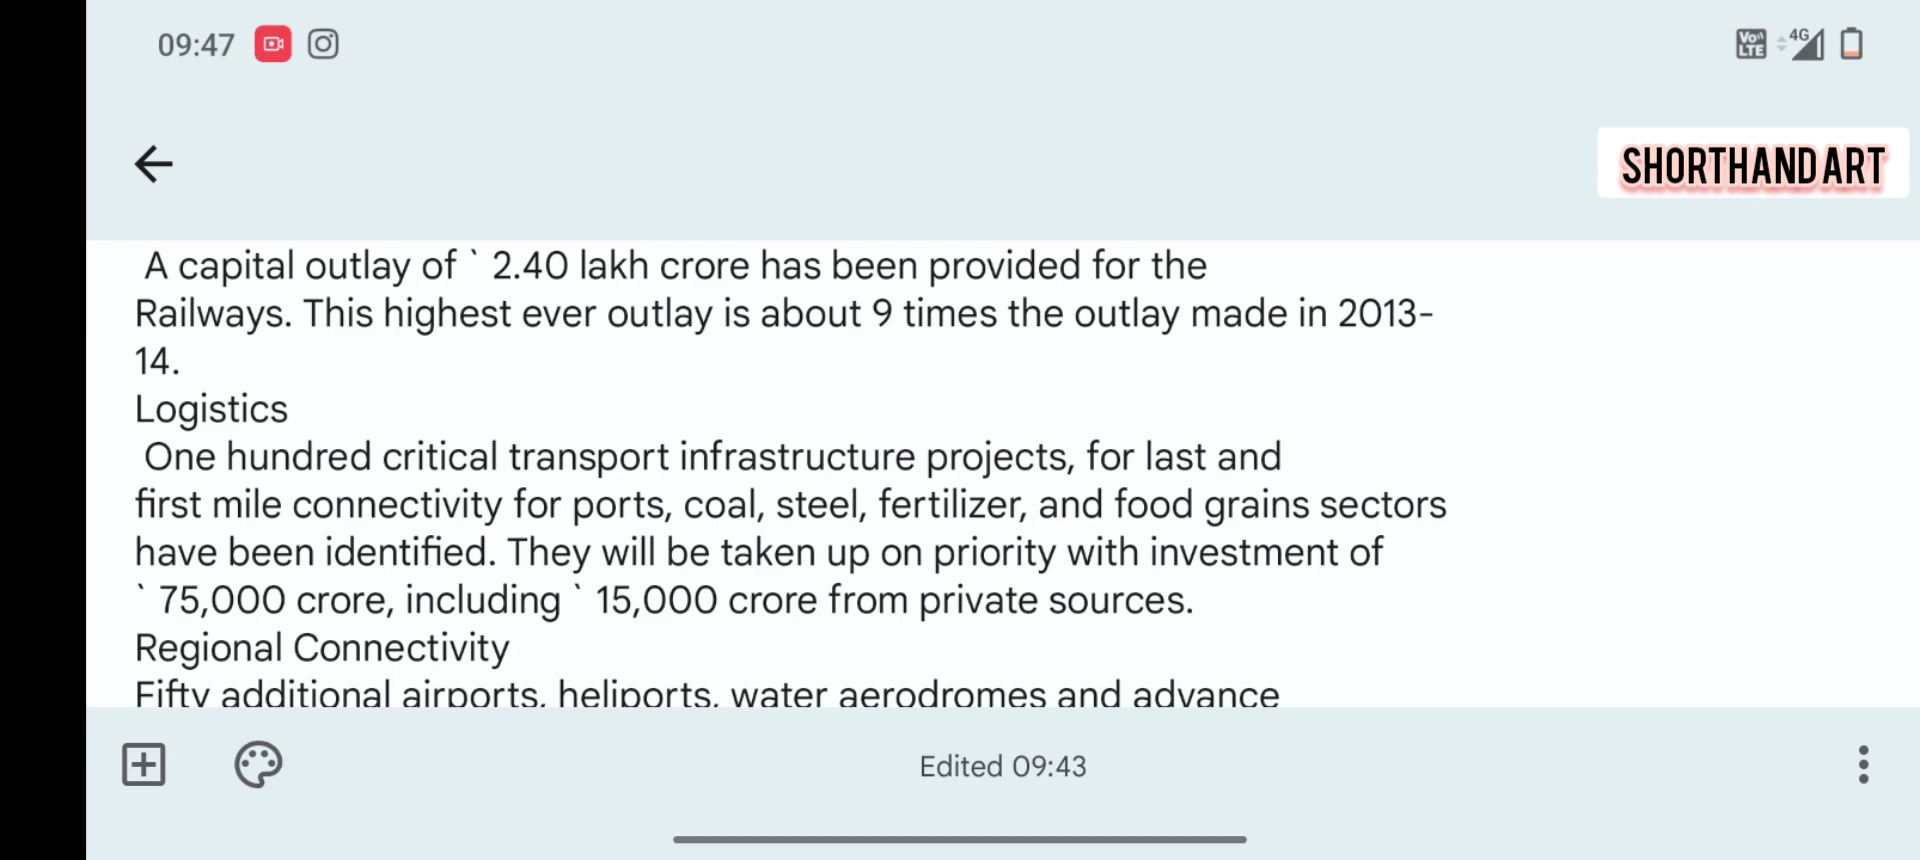 09:47
VoLTE 4G
SHORTHAND ART
A capital outlay of ` 2.40 lakh crore has been provided for the
Railways. This highest ever outlay is about 9 times the outlay made in 2013-
14.
Logistics
One hundred critical transport infrastructure projects, for last and
first mile connectivity for ports, coal, steel, fertilizer, and food grains sectors
have been identified. They will be taken up on priority with investment of
` 75,000 crore, including ` 15,000 crore from private sources.
Regional Connectivity
Fifty additional airports, heliports, water aerodromes and advance
Edited 09:43